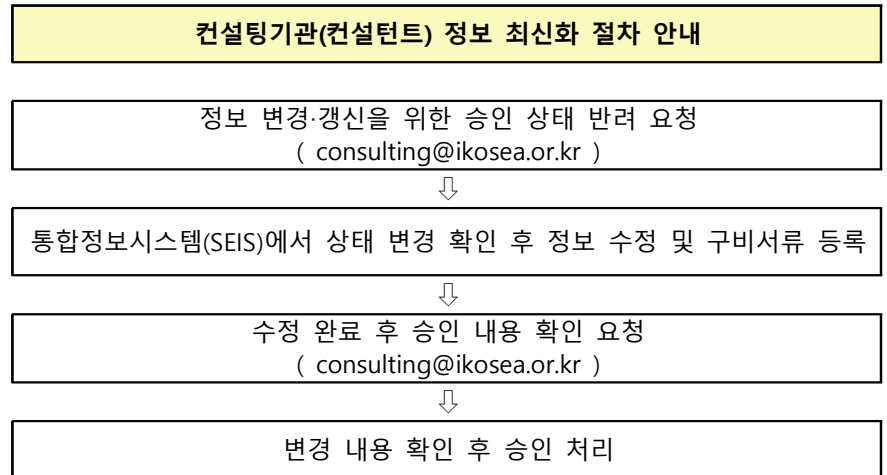 컨설팅기관(컨설턴트) 정보 최신화 절차 안내
정보 변경·갱신을 위한 승인 상태 반려 요청
( consulting@ikosea.or.kr )
⇩
통합정보시스템(SEIS)에서 상태 변경 확인 후 정보 수정 및 구비서류 등록
⇩
수정 완료 후 승인 내용 확인 요청
( consulting@ikosea.or.kr )
⇩
변경 내용 확인 후 승인 처리